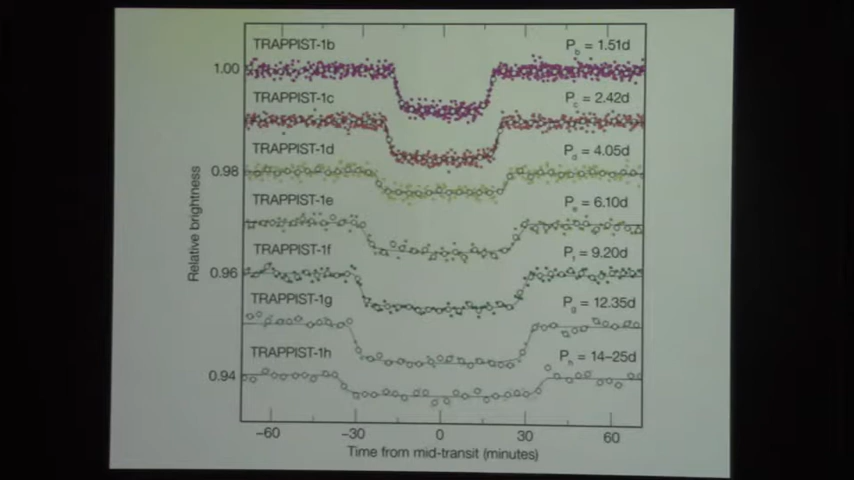 TRAPPIST-1b
P_b = 1.51d
1.00
TRAPPIST-1c
P_c = 2.42d
TRAPPIST-1d
P_d = 4.05d
0.98
TRAPPIST-1e
P_e = 6.10d
TRAPPIST-1f
P_f = 9.20d
0.96
TRAPPIST-1g
P_g = 12.35d
TRAPPIST-1h
P_h = 14–25d
0.94
Relative brightness
–60 –30 0 30 60
Time from mid-transit (minutes)